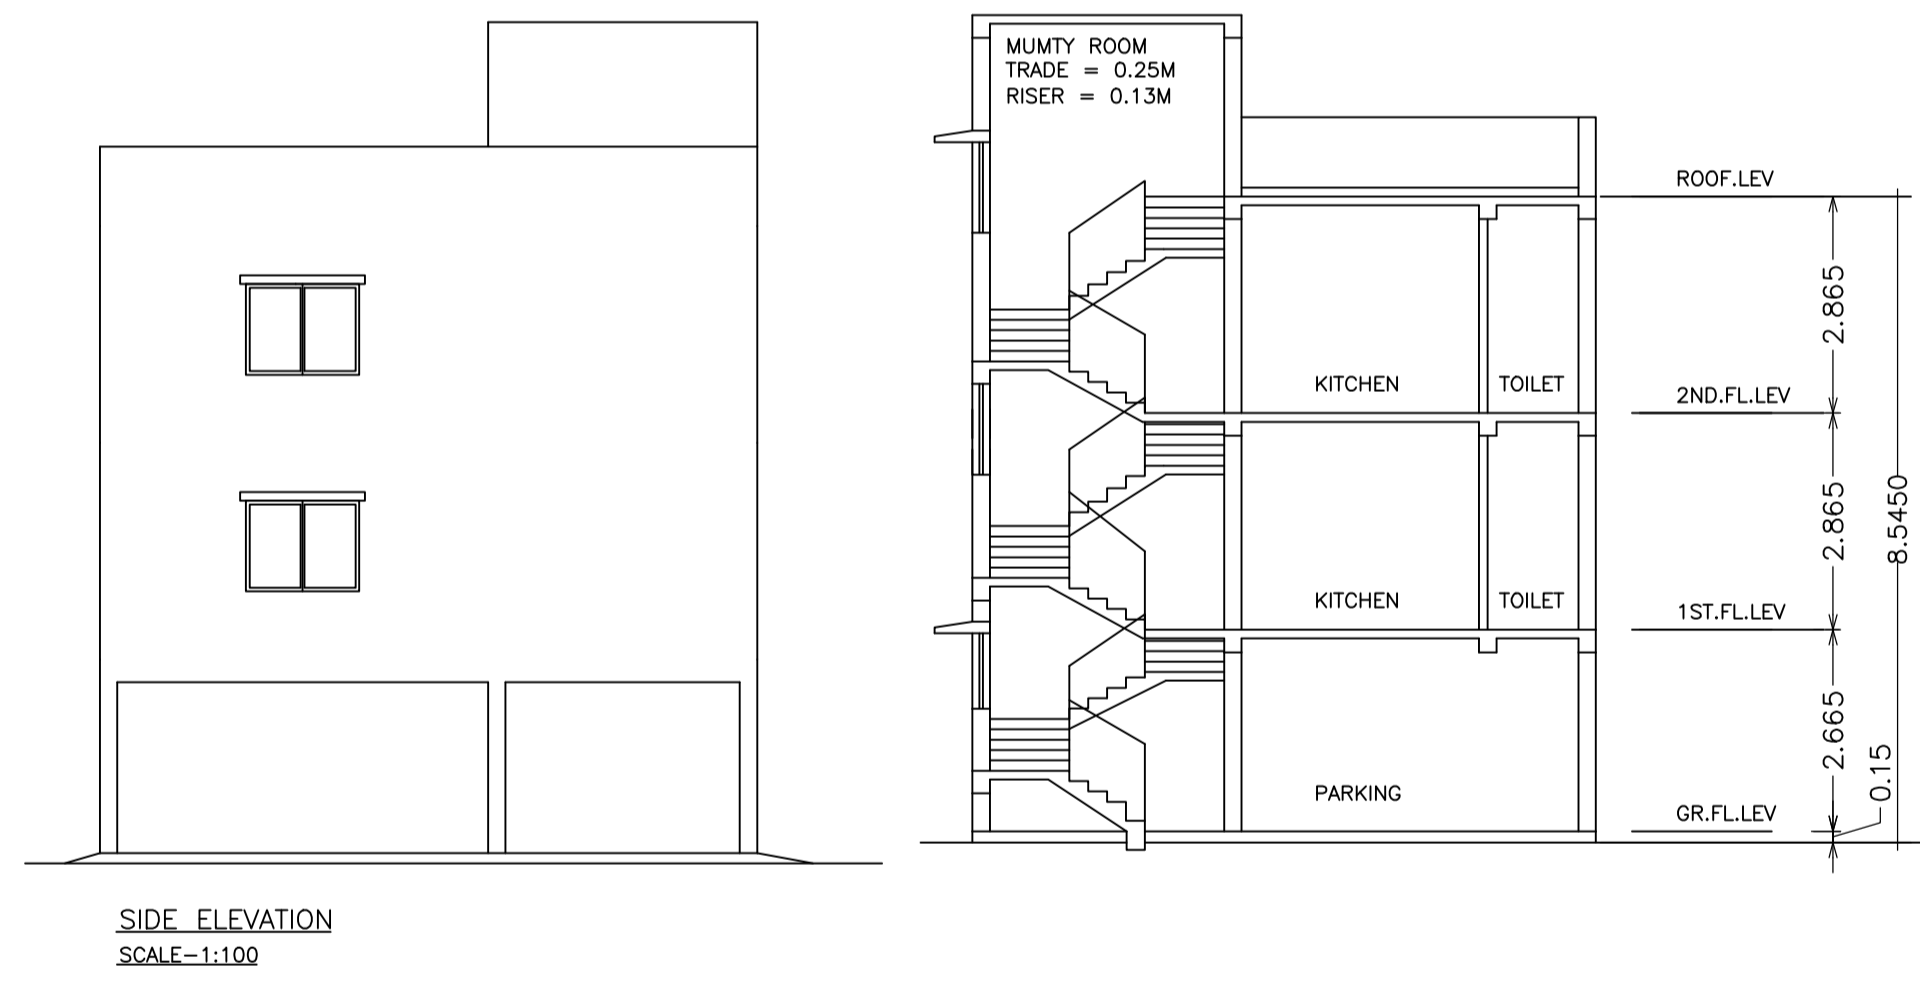 MUMTY ROOM
TRADE = 0.25M
RISER = 0.13M
ROOF.LEV
2.865
KITCHEN
TOILET
2ND.FL.LEV
2.865
8.5450
KITCHEN
TOILET
1ST.FL.LEV
2.665
0.15
PARKING
GR.FL.LEV
SIDE ELEVATION
SCALE-1:100